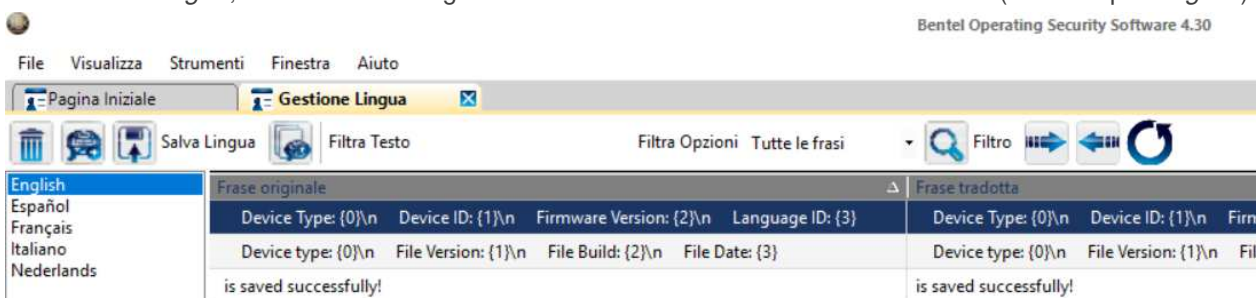 Bentel Operating Security Software 4.30
File Visualizza Strumenti Finestra Aiuto
Pagina Iniziale Gestione Lingua
Salva Lingua Filtra Testo Filtra Opzioni Tutte le frasi Filtro
English
Español
Français
Italiano
Nederlands
Frase originale Frase tradotta
Device Type: {0}\n Device ID: {1}\n Firmware Version: {2}\n Language ID: {3} Device Type: {0}\n Device ID: {1}\n
Device type: {0}\n File Version: {1}\n File Build: {2}\n File Date: {3} Device type: {0}\n File Version: {1}\n
is saved successfully! is saved successfully!